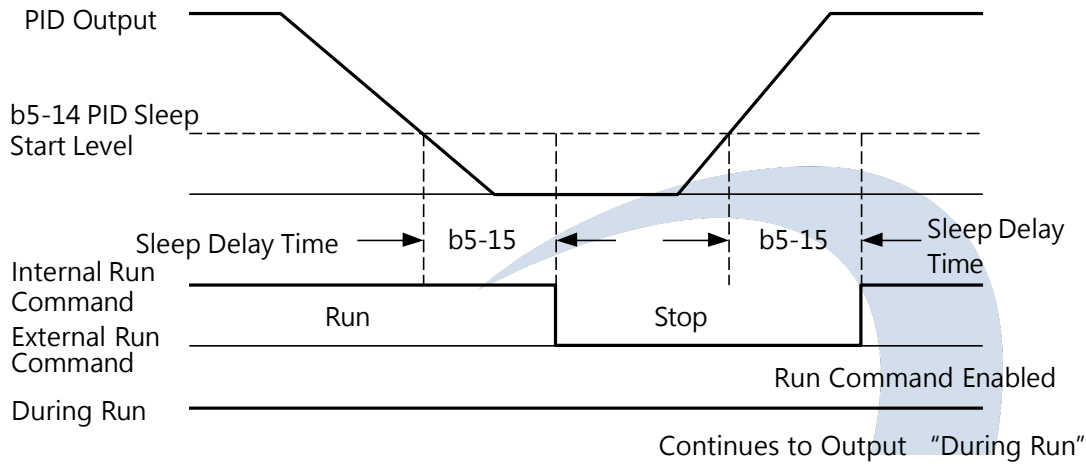 PID Output
b5-14 PID Sleep
Start Level
Sleep Delay Time
b5-15
b5-15
Sleep Delay
Time
Internal Run
Command
Run
Stop
External Run
Command
Run Command Enabled
During Run
Continues to Output “During Run”